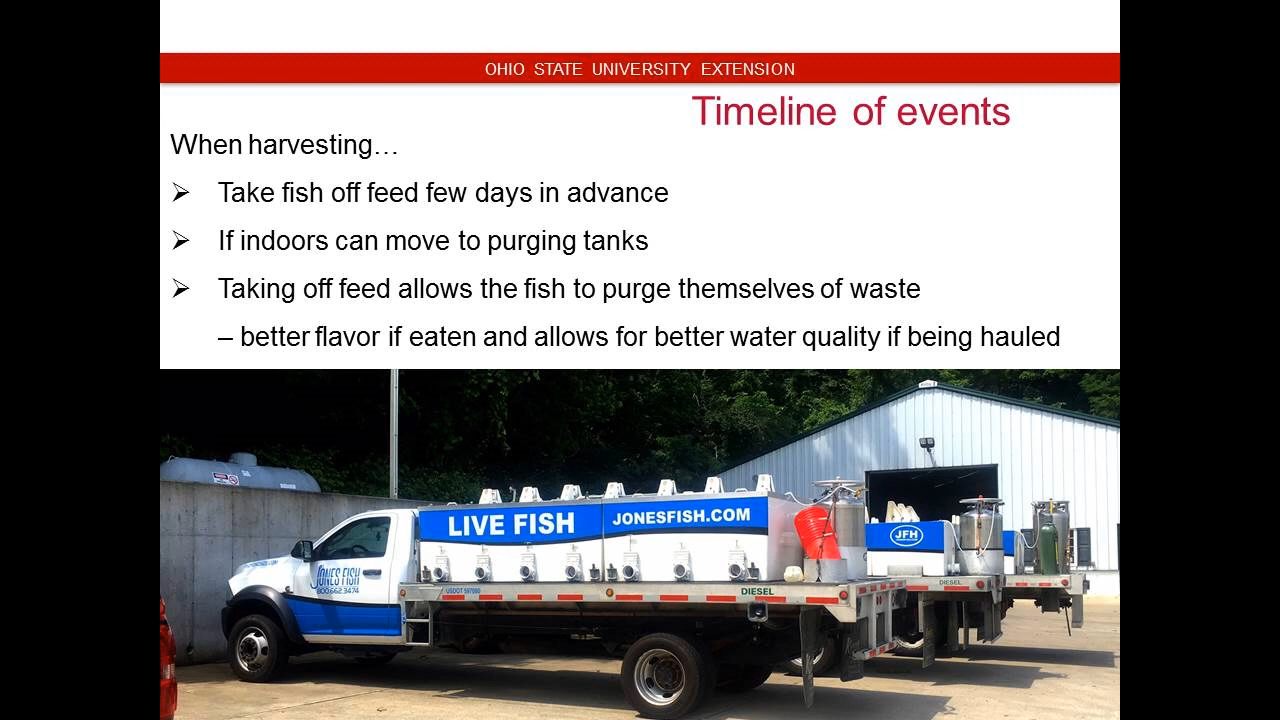 OHIO STATE UNIVERSITY EXTENSION
Timeline of events
When harvesting…
➢ Take fish off feed few days in advance
➢ If indoors can move to purging tanks
➢ Taking off feed allows the fish to purge themselves of waste
– better flavor if eaten and allows for better water quality if being hauled
LIVE FISH
JONESFISH.COM
JFH
JONES FISH
800.662.3474
USDOT 597080
DIESEL
DIESEL